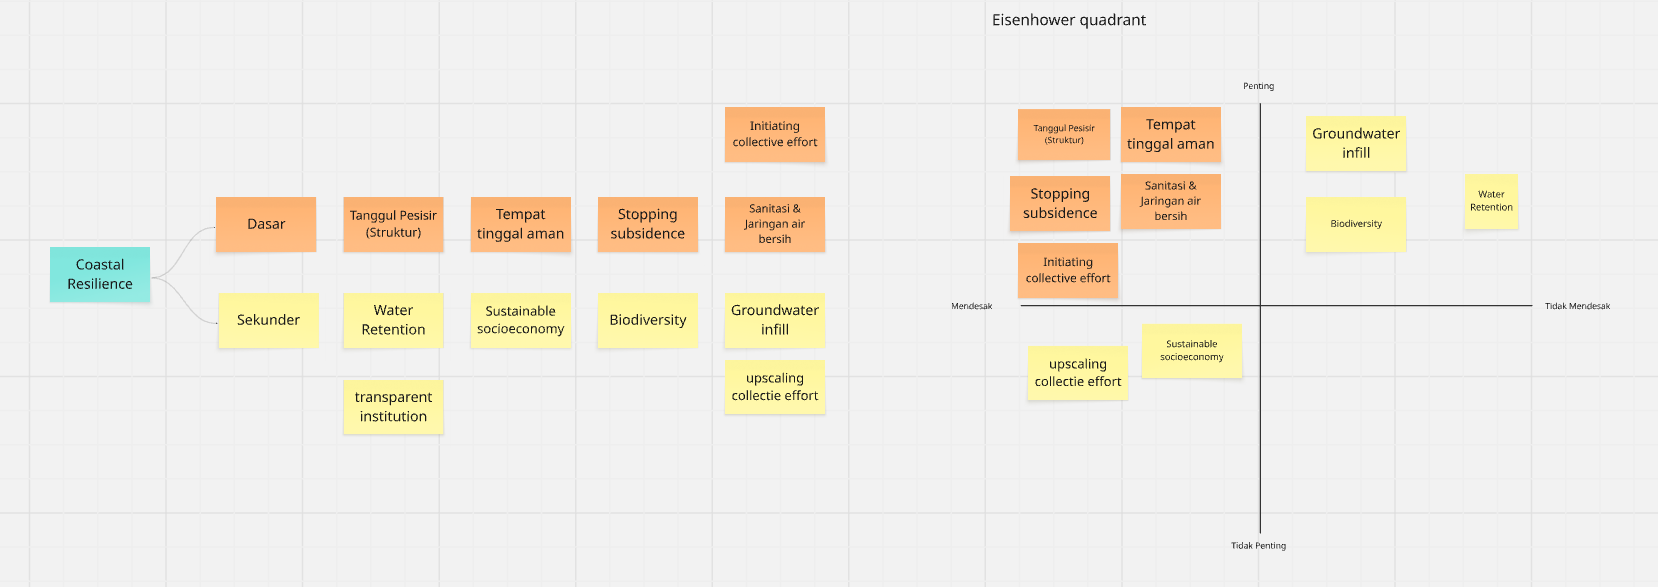 Eisenhower quadrant
Initiating
collective effort
Dasar
Tanggul Pesisir
(Struktur)
Tempat
tinggal aman
Stopping
subsidence
Sanitasi &
Jaringan air
bersih
Coastal
Resilience
Sekunder
Water
Retention
Sustainable
socioeconomy
Biodiversity
Groundwater
infill
transparent
institution
upscaling
collectie effort
Penting
Tanggul Pesisir
(Struktur)
Tempat
tinggal aman
Groundwater
infill
Stopping
subsidence
Sanitasi &
Jaringan air
bersih
Biodiversity
Water
Retention
Initiating
collective effort
Mendesak
Tidak Mendesak
upscaling
collectie effort
Sustainable
socioeconomy
Tidak Penting